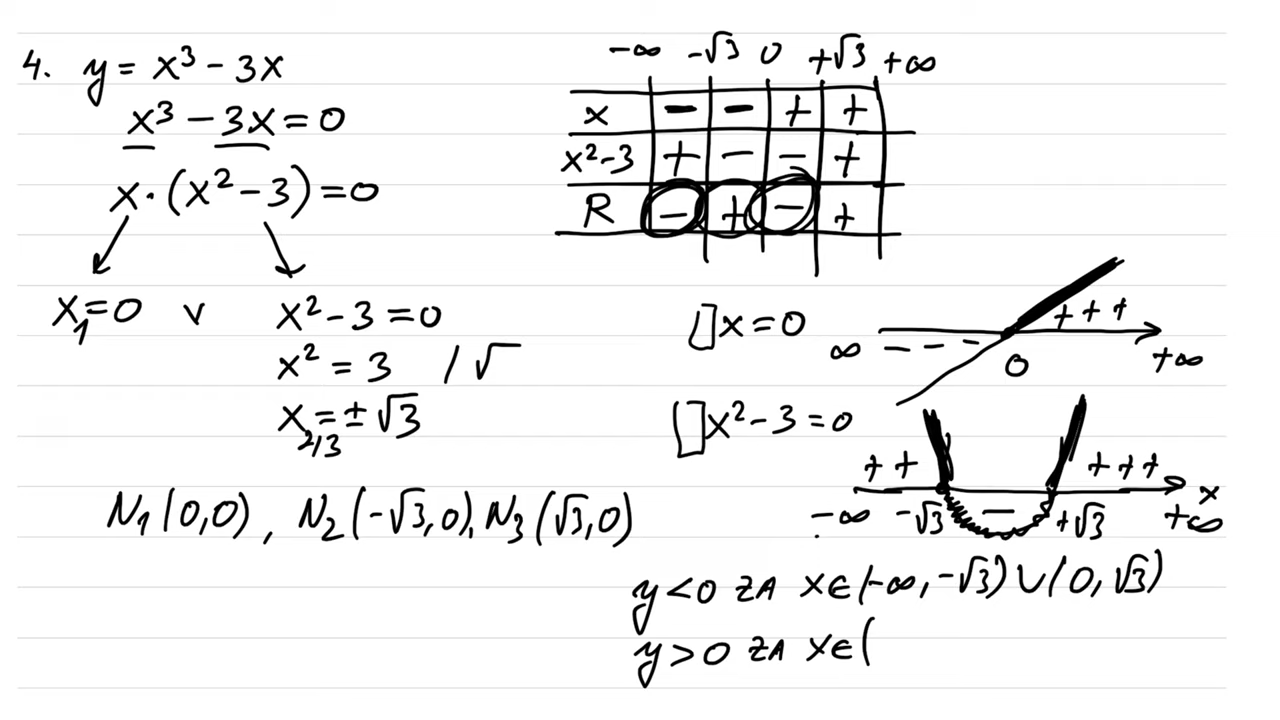 4. y = x³ - 3x
x³ - 3x = 0
x · (x² - 3) = 0
x₁ = 0 v x² - 3 = 0
x² = 3 / √
x₂/₃ = ± √3
N₁ (0,0), N₂ (-√3, 0), N₃ (√3, 0)
-∞ -√3 0 +√3 +∞
x - - + +
x²-3 + - - +
R - + - +
x = 0
+ + +
- - -
∞ 0 +∞
x² - 3 = 0
+ + + + +
-
x
-∞ -√3 +√3 +∞
y < 0 ZA x ∈ (-∞, -√3) ∪ (0, √3)
y > 0 ZA x ∈ (